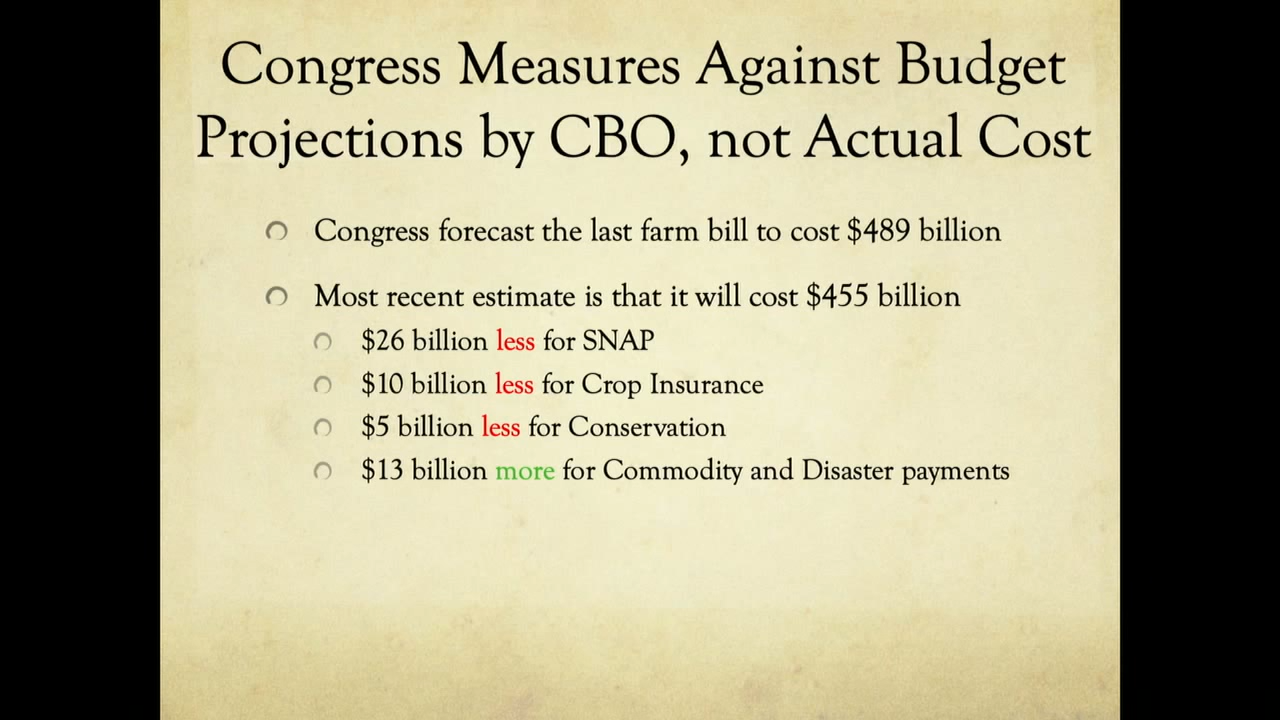 Congress Measures Against Budget
Projections by CBO, not Actual Cost
Congress forecast the last farm bill to cost $489 billion
Most recent estimate is that it will cost $455 billion
$26 billion less for SNAP
$10 billion less for Crop Insurance
$5 billion less for Conservation
$13 billion more for Commodity and Disaster payments